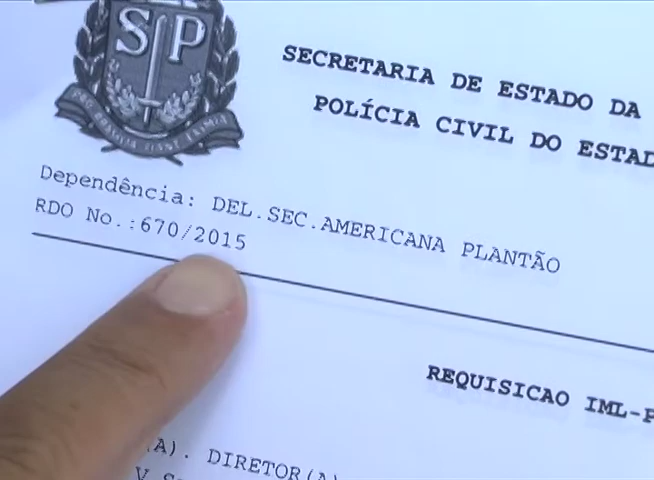 SP
SECRETARIA DE ESTADO DA
POLÍCIA CIVIL DO ESTAD
Dependência: DEL.SEC.AMERICANA PLANTÃO
RDO No.:670/2015
REQUISICAO IML-P
(A). DIRETOR(A)
V